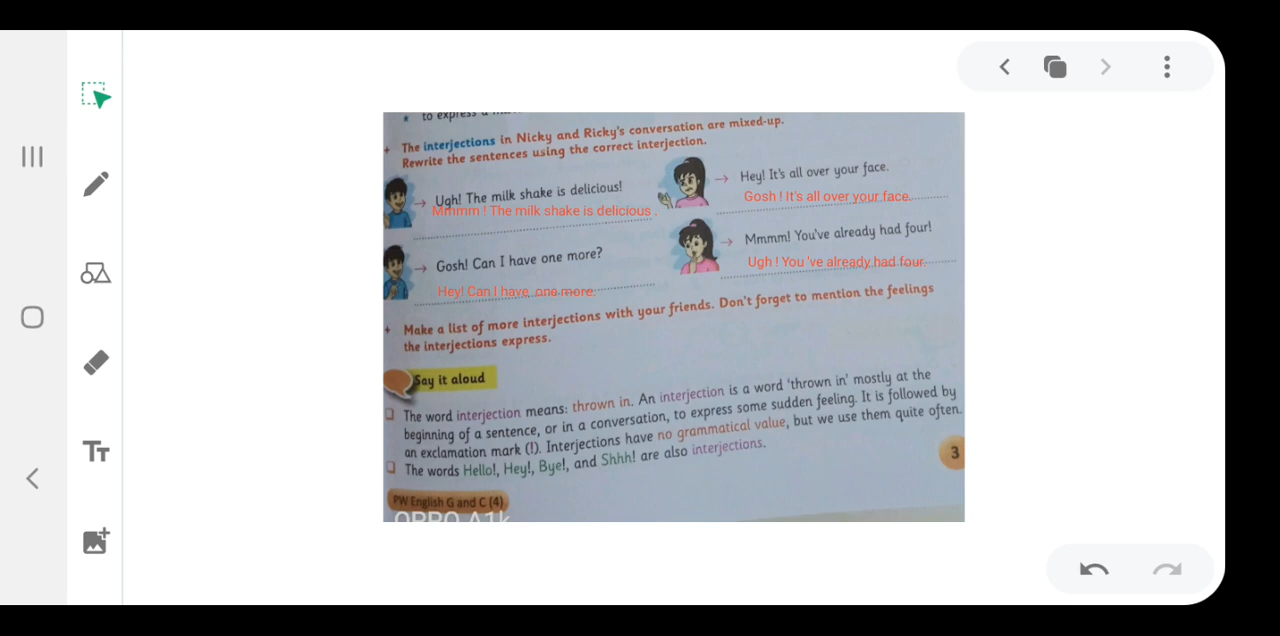 to express a
The interjections in Nicky and Ricky's conversation are mixed-up.
Rewrite the sentences using the correct interjection.
Ugh! The milk shake is delicious!
Mmmm ! The milk shake is delicious .
Hey! It's all over your face.
Gosh ! It's all over your face.
Gosh! Can I have one more?
Hey! Can I have one more.
Mmmm! You've already had four!
Ugh ! You 've already had four.
Make a list of more interjections with your friends. Don't forget to mention the feelings
the interjections express.
Say it aloud
The word interjection means: thrown in. An interjection is a word 'thrown in' mostly at the
beginning of a sentence, or in a conversation, to express some sudden feeling. It is followed by
an exclamation mark (!). Interjections have no grammatical value, but we use them quite often.
The words Hello!, Hey!, Bye!, and Shhh! are also interjections.
3
PW English G and C (4)
OPPO A1k
Tт